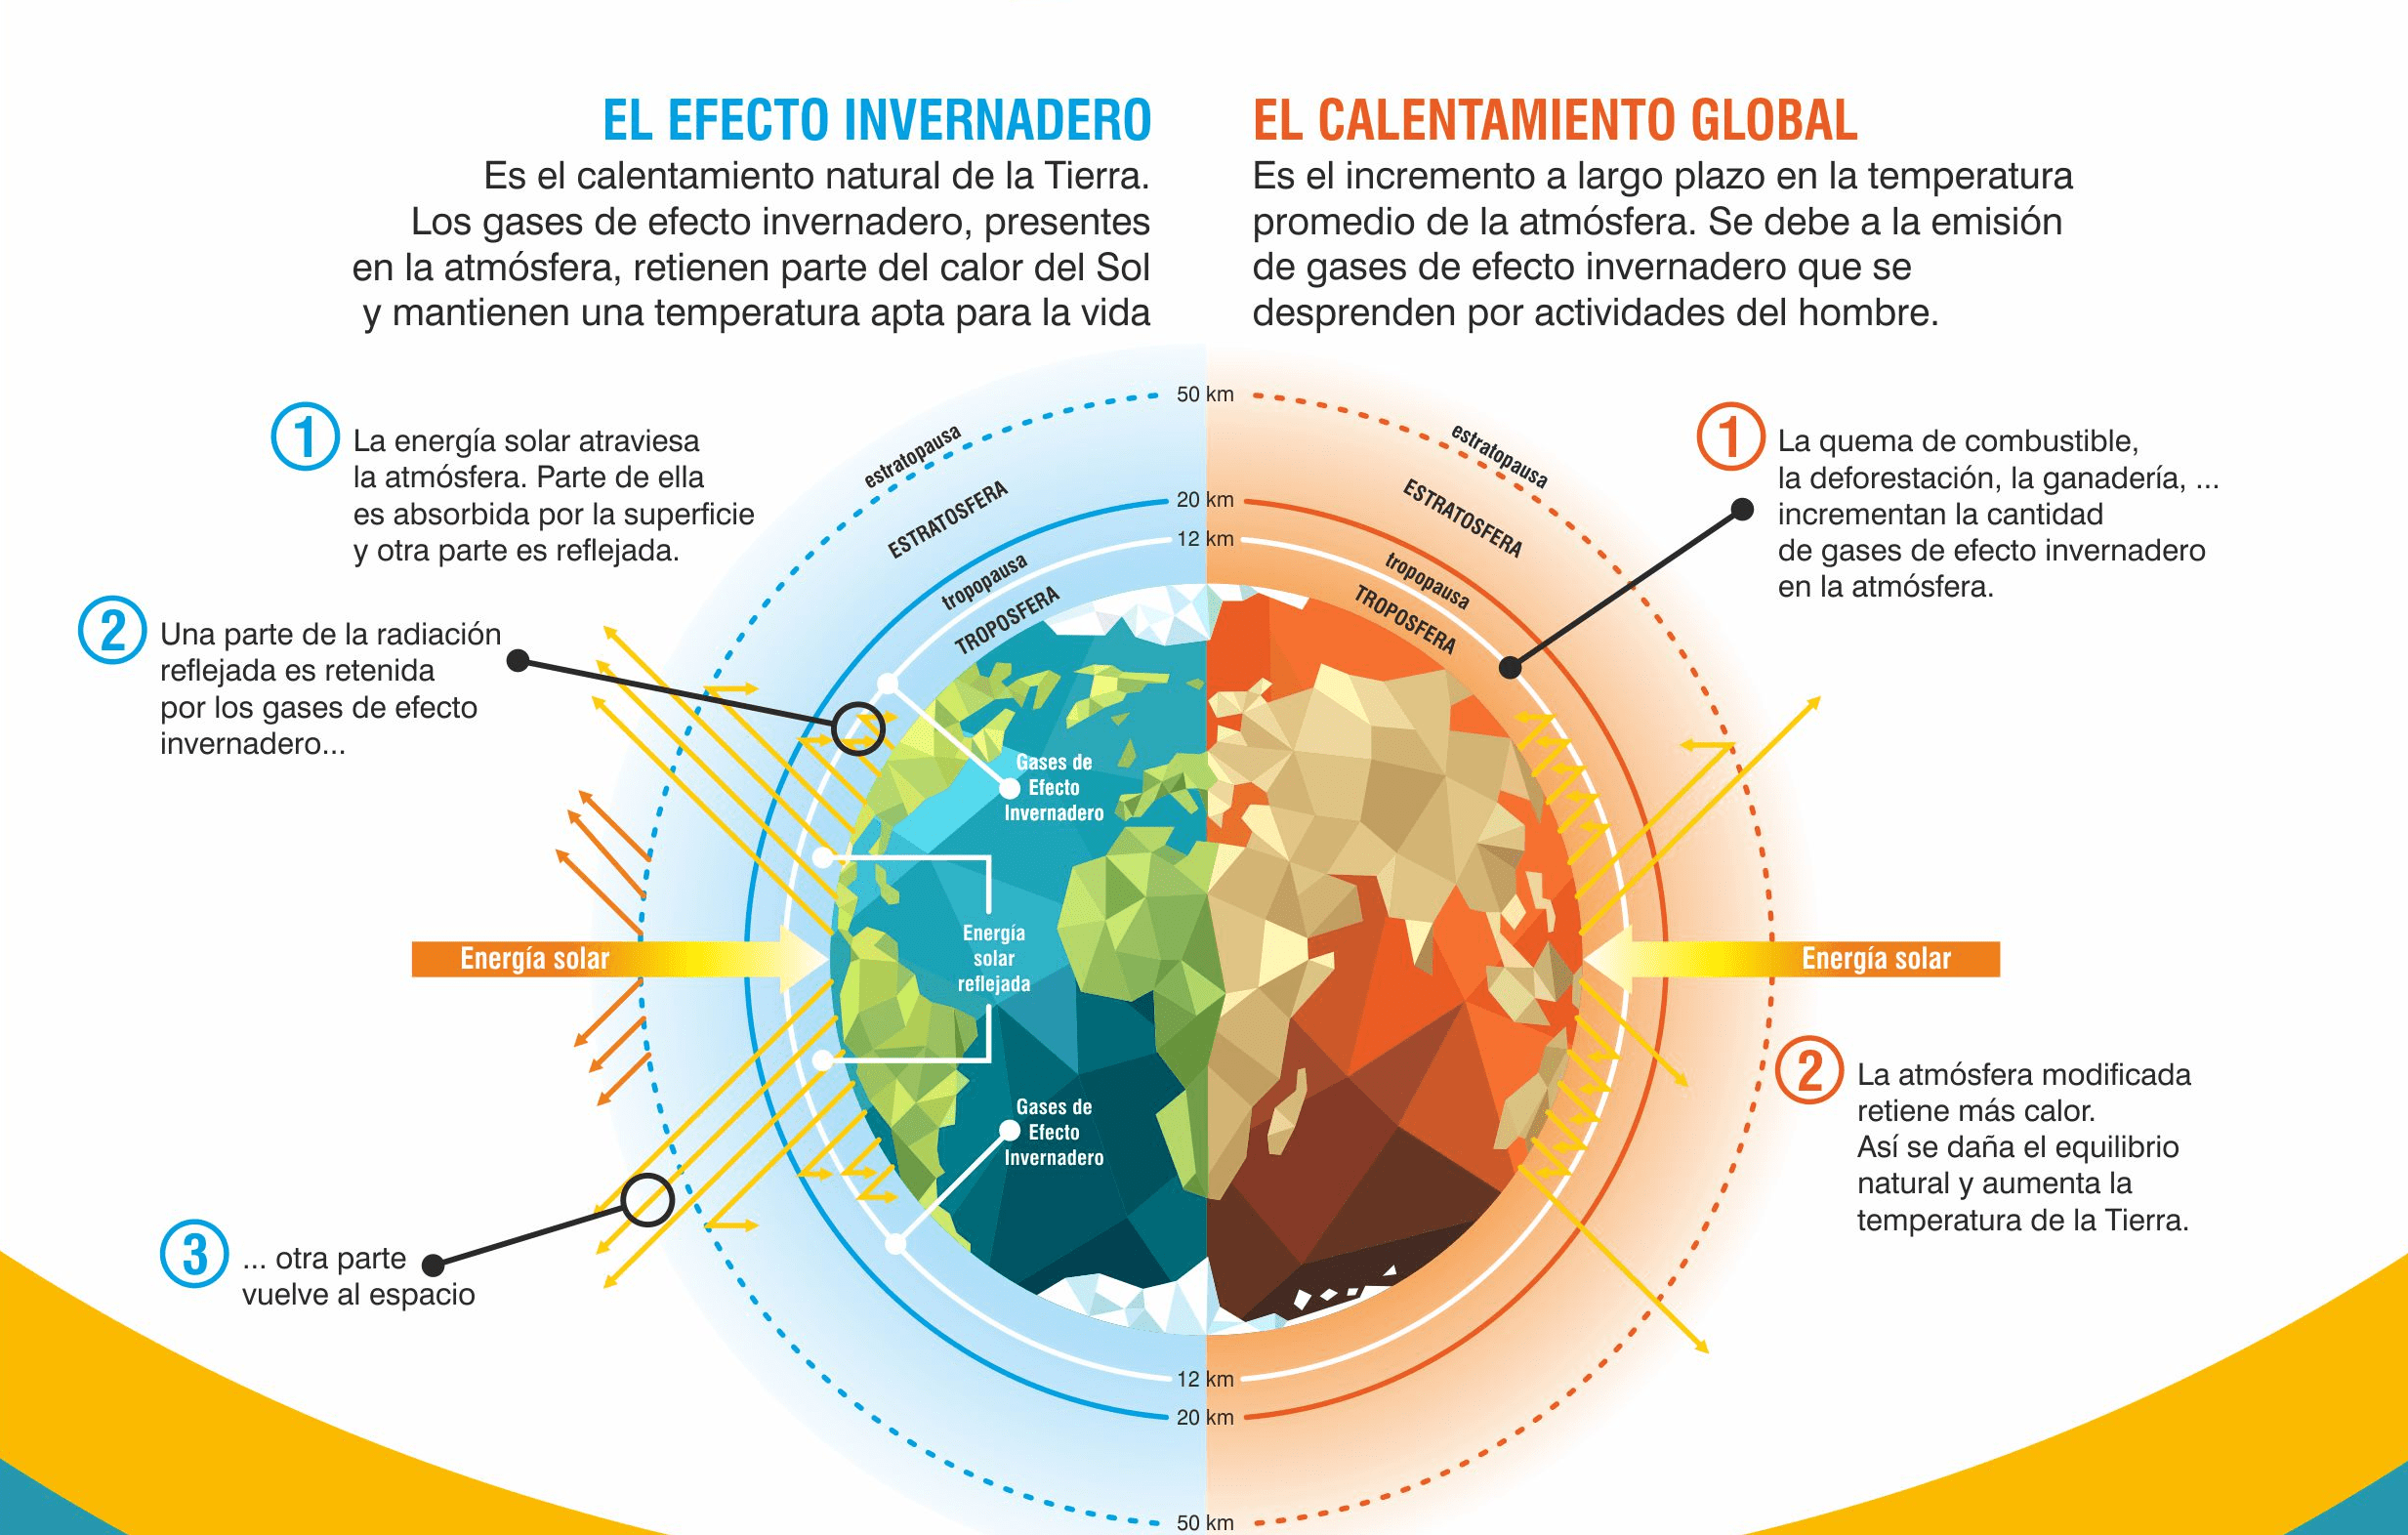 EL EFECTO INVERNADERO
Es el calentamiento natural de la Tierra.
Los gases de efecto invernadero, presentes
en la atmósfera, retienen parte del calor del Sol
y mantienen una temperatura apta para la vida
EL CALENTAMIENTO GLOBAL
Es el incremento a largo plazo en la temperatura
promedio de la atmósfera. Se debe a la emisión
de gases de efecto invernadero que se
desprenden por actividades del hombre.
1
La energía solar atraviesa
la atmósfera. Parte de ella
es absorbida por la superficie
y otra parte es reflejada.
2
Una parte de la radiación
reflejada es retenida
por los gases de efecto
invernadero...
3
... otra parte
vuelve al espacio
50 km
20 km
12 km
estratopausa
ESTRATOSFERA
tropopausa
TROPOSFERA
estratopausa
ESTRATOSFERA
tropopausa
TROPOSFERA
Gases de
Efecto
Invernadero
Energía
solar
reflejada
Gases de
Efecto
Invernadero
Energía solar
Energía solar
12 km
20 km
50 km
1
La quema de combustible,
la deforestación, la ganadería, ...
incrementan la cantidad
de gases de efecto invernadero
en la atmósfera.
2
La atmósfera modificada
retiene más calor.
Así se daña el equilibrio
natural y aumenta la
temperatura de la Tierra.